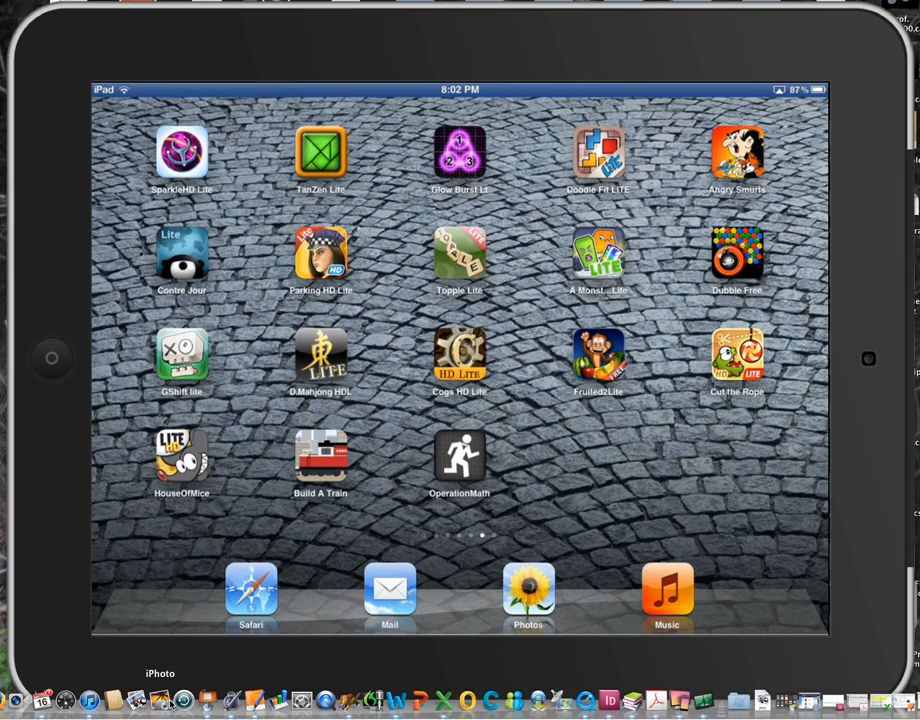 iPad 8:02 PM 87%
SparkleHD Lite TanZen Lite Glow Burst Lt Doodle Fit LITE Angry.Smurfs
Contre Jour Parking HD Lite Topple Lite A Monst... Lite Dubble Free
GShift lite D.Mahjong HDL Cogs HD Lite Fruited2Lite Cut the Rope
HouseOfMice Build A Train OperationMath
Safari Mail Photos Music
iPhoto